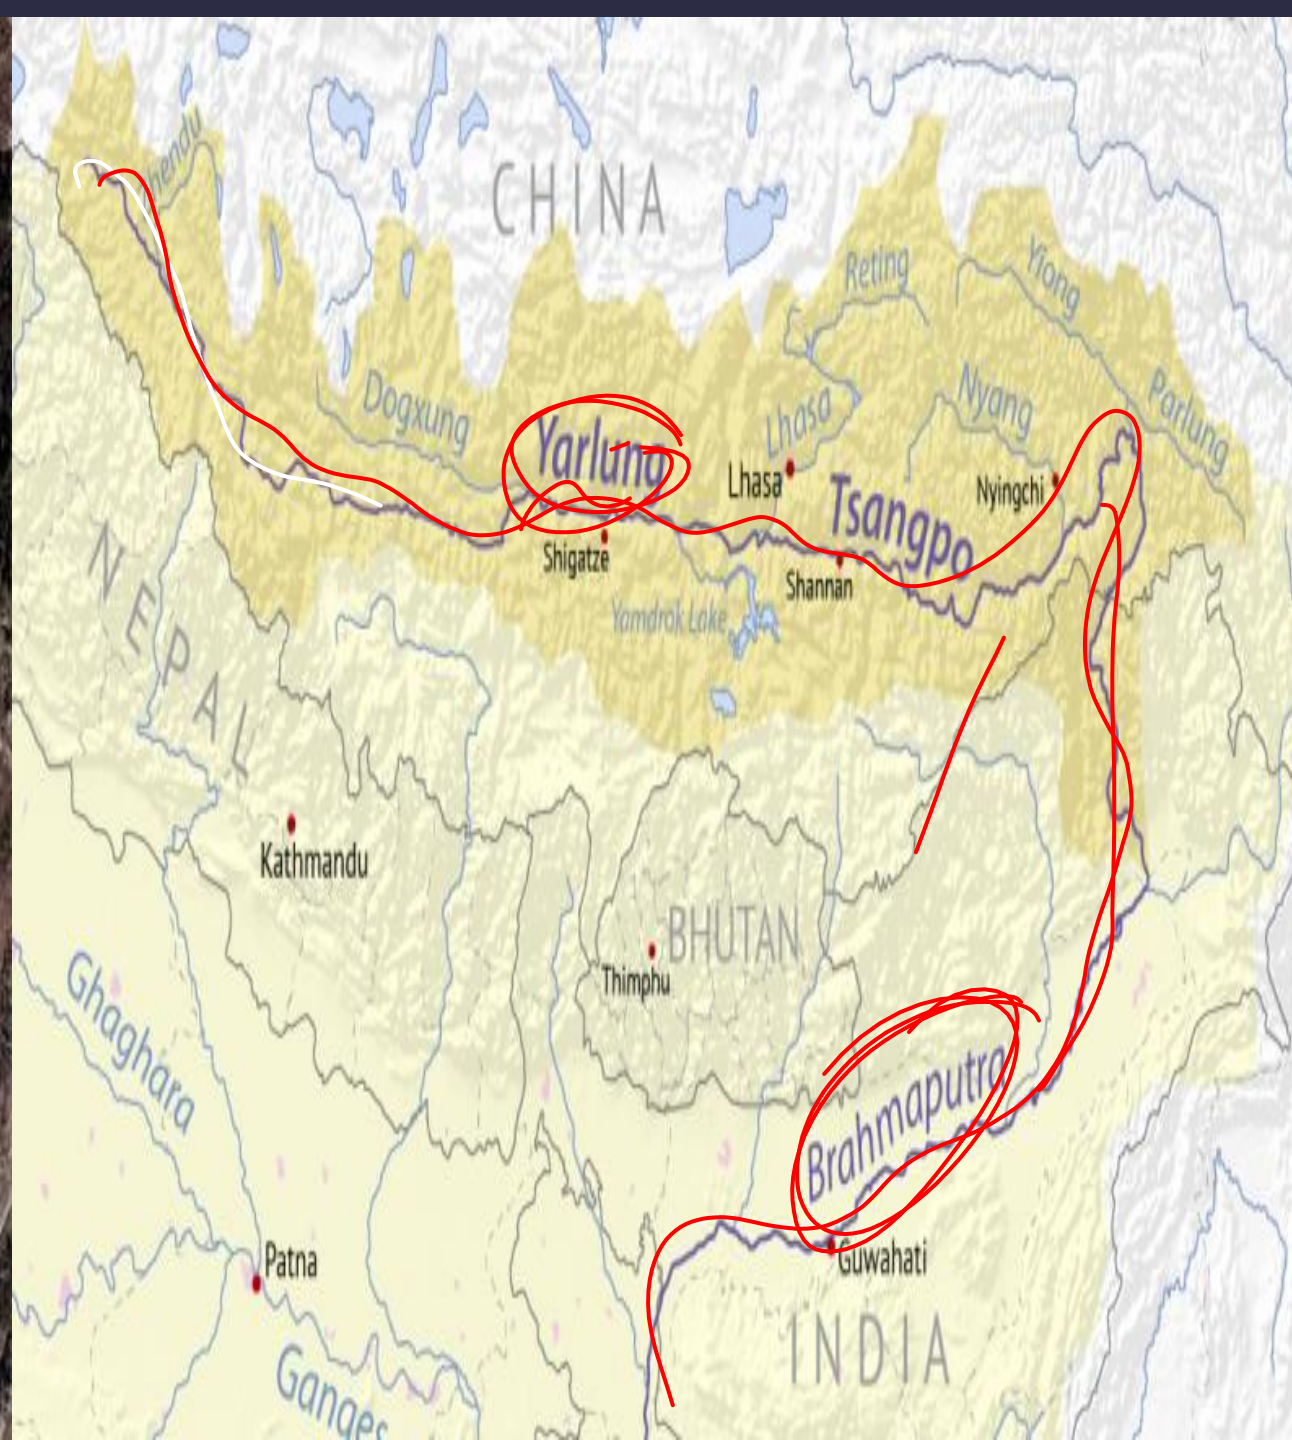 CHINA
Reting
Yiong
Dogxung
Nyang
Parlung
Yarlung
Lhasa
Lhasa
Tsangpo
Nyingchi
Shigatze
Shannan
Yamdrok Lake
NEPAL
Kathmandu
BHUTAN
Thimphu
Ghaghara
Brahmaputra
Guwahati
Patna
INDIA
Ganges